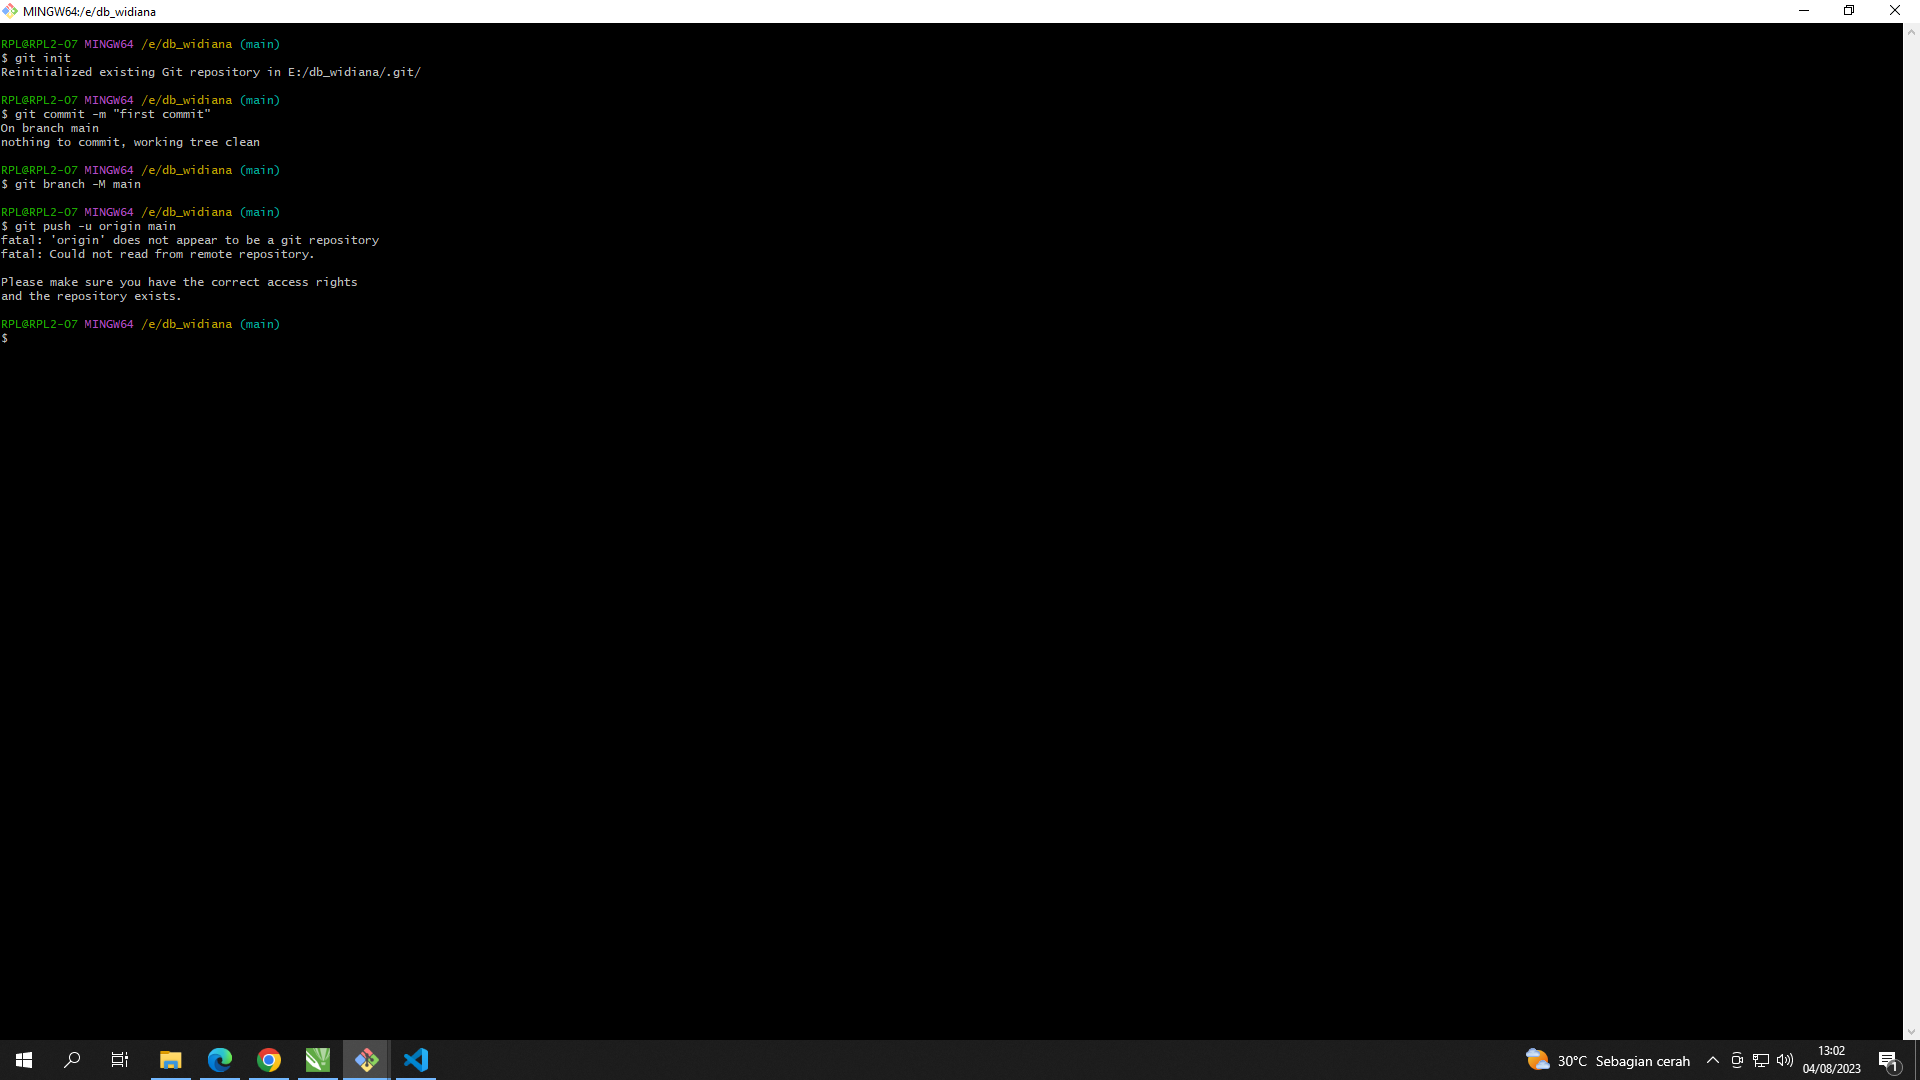 MINGW64:/e/db_widiana
RPL@RPL2-07 MINGW64 /e/db_widiana (main)
$ git init
Reinitialized existing Git repository in E:/db_widiana/.git/
RPL@RPL2-07 MINGW64 /e/db_widiana (main)
$ git commit -m "first commit"
On branch main
nothing to commit, working tree clean
RPL@RPL2-07 MINGW64 /e/db_widiana (main)
$ git branch -M main
RPL@RPL2-07 MINGW64 /e/db_widiana (main)
$ git push -u origin main
fatal: 'origin' does not appear to be a git repository
fatal: Could not read from remote repository.
Please make sure you have the correct access rights
and the repository exists.
RPL@RPL2-07 MINGW64 /e/db_widiana (main)
$
30°C Sebagian cerah
13:02
04/08/2023
1